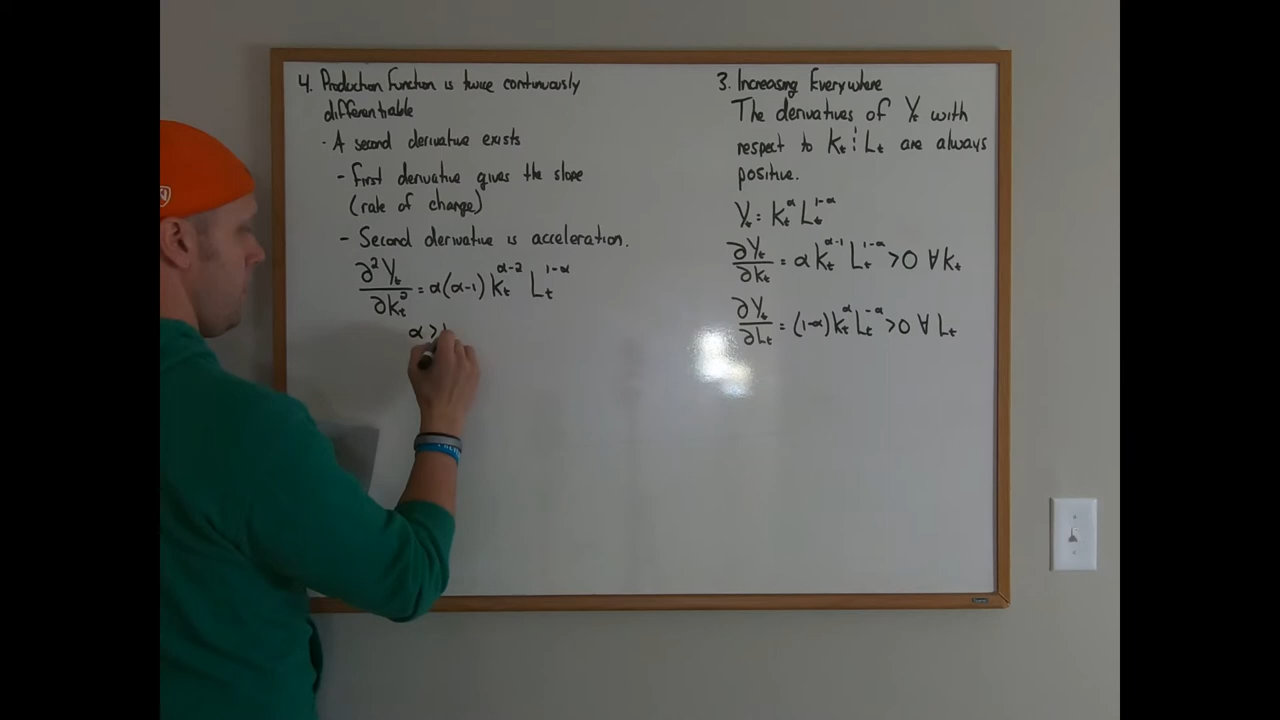 4. Production Function is twice continuously
differentiable
· A second derivative exists
- First derivative gives the slope
(rate of change)
- Second derivative is acceleration.
∂²Yₜ/∂Kₜ² = α(α-1) Kₜ^α-2 Lₜ^1-α
α >
3. Increasing Everywhere
The derivatives of Yₜ with
respect to Kₜ ⁝ Lₜ are always
positive.
Yₜ = Kₜ^α Lₜ^1-α
∂Yₜ/∂Kₜ = α Kₜ^α-1 Lₜ^1-α > 0 ∀ Kₜ
∂Yₜ/∂Lₜ = (1-α) Kₜ^α Lₜ^-α > 0 ∀ Lₜ